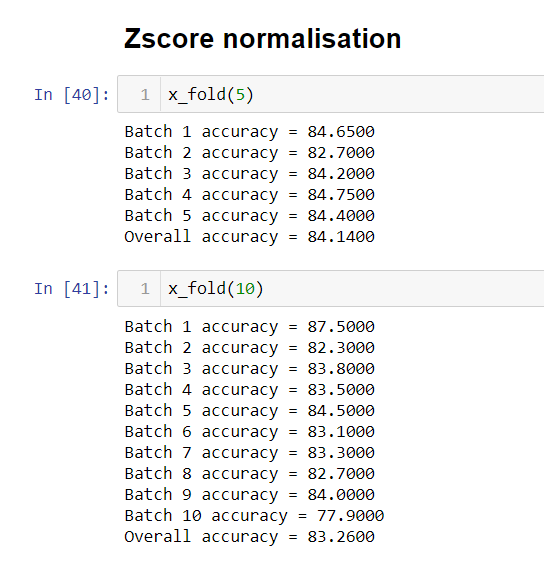 Zscore normalisation
In [40]: 1 x_fold(5)
Batch 1 accuracy = 84.6500
Batch 2 accuracy = 82.7000
Batch 3 accuracy = 84.2000
Batch 4 accuracy = 84.7500
Batch 5 accuracy = 84.4000
Overall accuracy = 84.1400
In [41]: 1 x_fold(10)
Batch 1 accuracy = 87.5000
Batch 2 accuracy = 82.3000
Batch 3 accuracy = 83.8000
Batch 4 accuracy = 83.5000
Batch 5 accuracy = 84.5000
Batch 6 accuracy = 83.1000
Batch 7 accuracy = 83.3000
Batch 8 accuracy = 82.7000
Batch 9 accuracy = 84.0000
Batch 10 accuracy = 77.9000
Overall accuracy = 83.2600